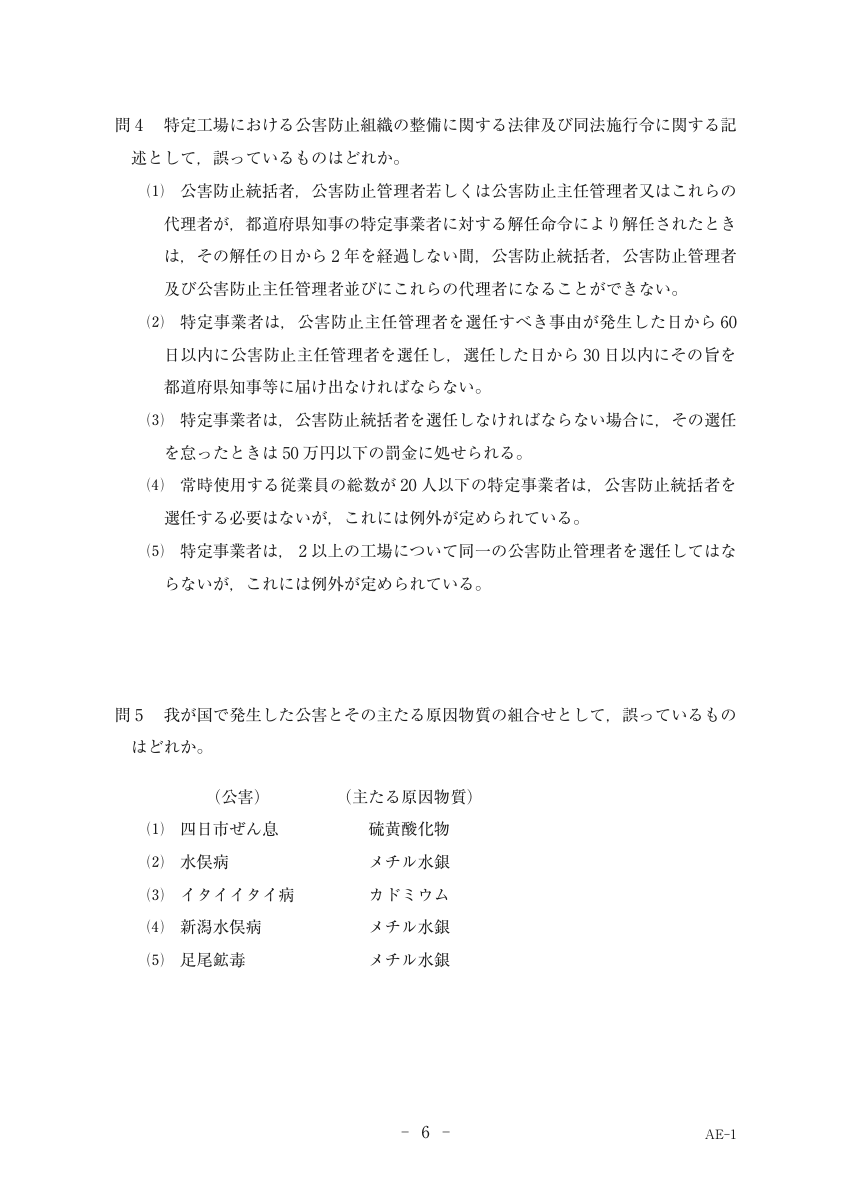 問4　特定工場における公害防止組織の整備に関する法律及び同法施行令に関する記
述として，誤っているものはどれか。
⑴　公害防止統括者，公害防止管理者若しくは公害防止主任管理者又はこれらの
代理者が，都道府県知事の特定事業者に対する解任命令により解任されたとき
は，その解任の日から2年を経過しない間，公害防止統括者，公害防止管理者
及び公害防止主任管理者並びにこれらの代理者になることができない。
⑵　特定事業者は，公害防止主任管理者を選任すべき事由が発生した日から60
日以内に公害防止主任管理者を選任し，選任した日から30日以内にその旨を
都道府県知事等に届け出なければならない。
⑶　特定事業者は，公害防止統括者を選任しなければならない場合に，その選任
を怠ったときは50万円以下の罰金に処せられる。
⑷　常時使用する従業員の総数が20人以下の特定事業者は，公害防止統括者を
選任する必要はないが，これには例外が定められている。
⑸　特定事業者は，2以上の工場について同一の公害防止管理者を選任してはな
らないが，これには例外が定められている。
問5　我が国で発生した公害とその主たる原因物質の組合せとして，誤っているもの
はどれか。
（公害）　（主たる原因物質）
⑴　四日市ぜん息　硫黄酸化物
⑵　水俣病　メチル水銀
⑶　イタイイタイ病　カドミウム
⑷　新潟水俣病　メチル水銀
⑸　足尾鉱毒　メチル水銀
－ 6 －
AE-1